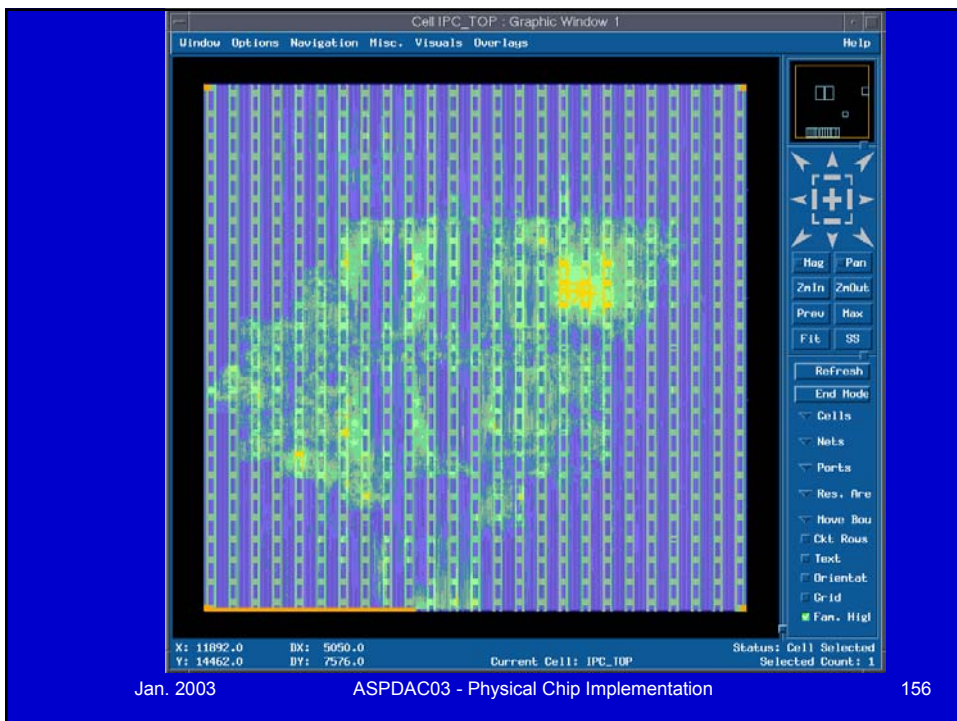 Cell IPC_TOP : Graphic Window 1
Window Options Navigation Misc. Visuals Overlays Help
Mag Pan
ZmIn ZmOut
Prev Max
Fit SS
Refresh
End Mode
Cells
Nets
Ports
Res. Are
Move Bou
Ckt Rows
Text
Orientat
Grid
Fam. Higl
X: 11892.0 DX: 5050.0 Status: Cell Selected
Y: 14462.0 DY: 7576.0 Current Cell: IPC_TOP Selected Count: 1
Jan. 2003 ASPDAC03 - Physical Chip Implementation 156